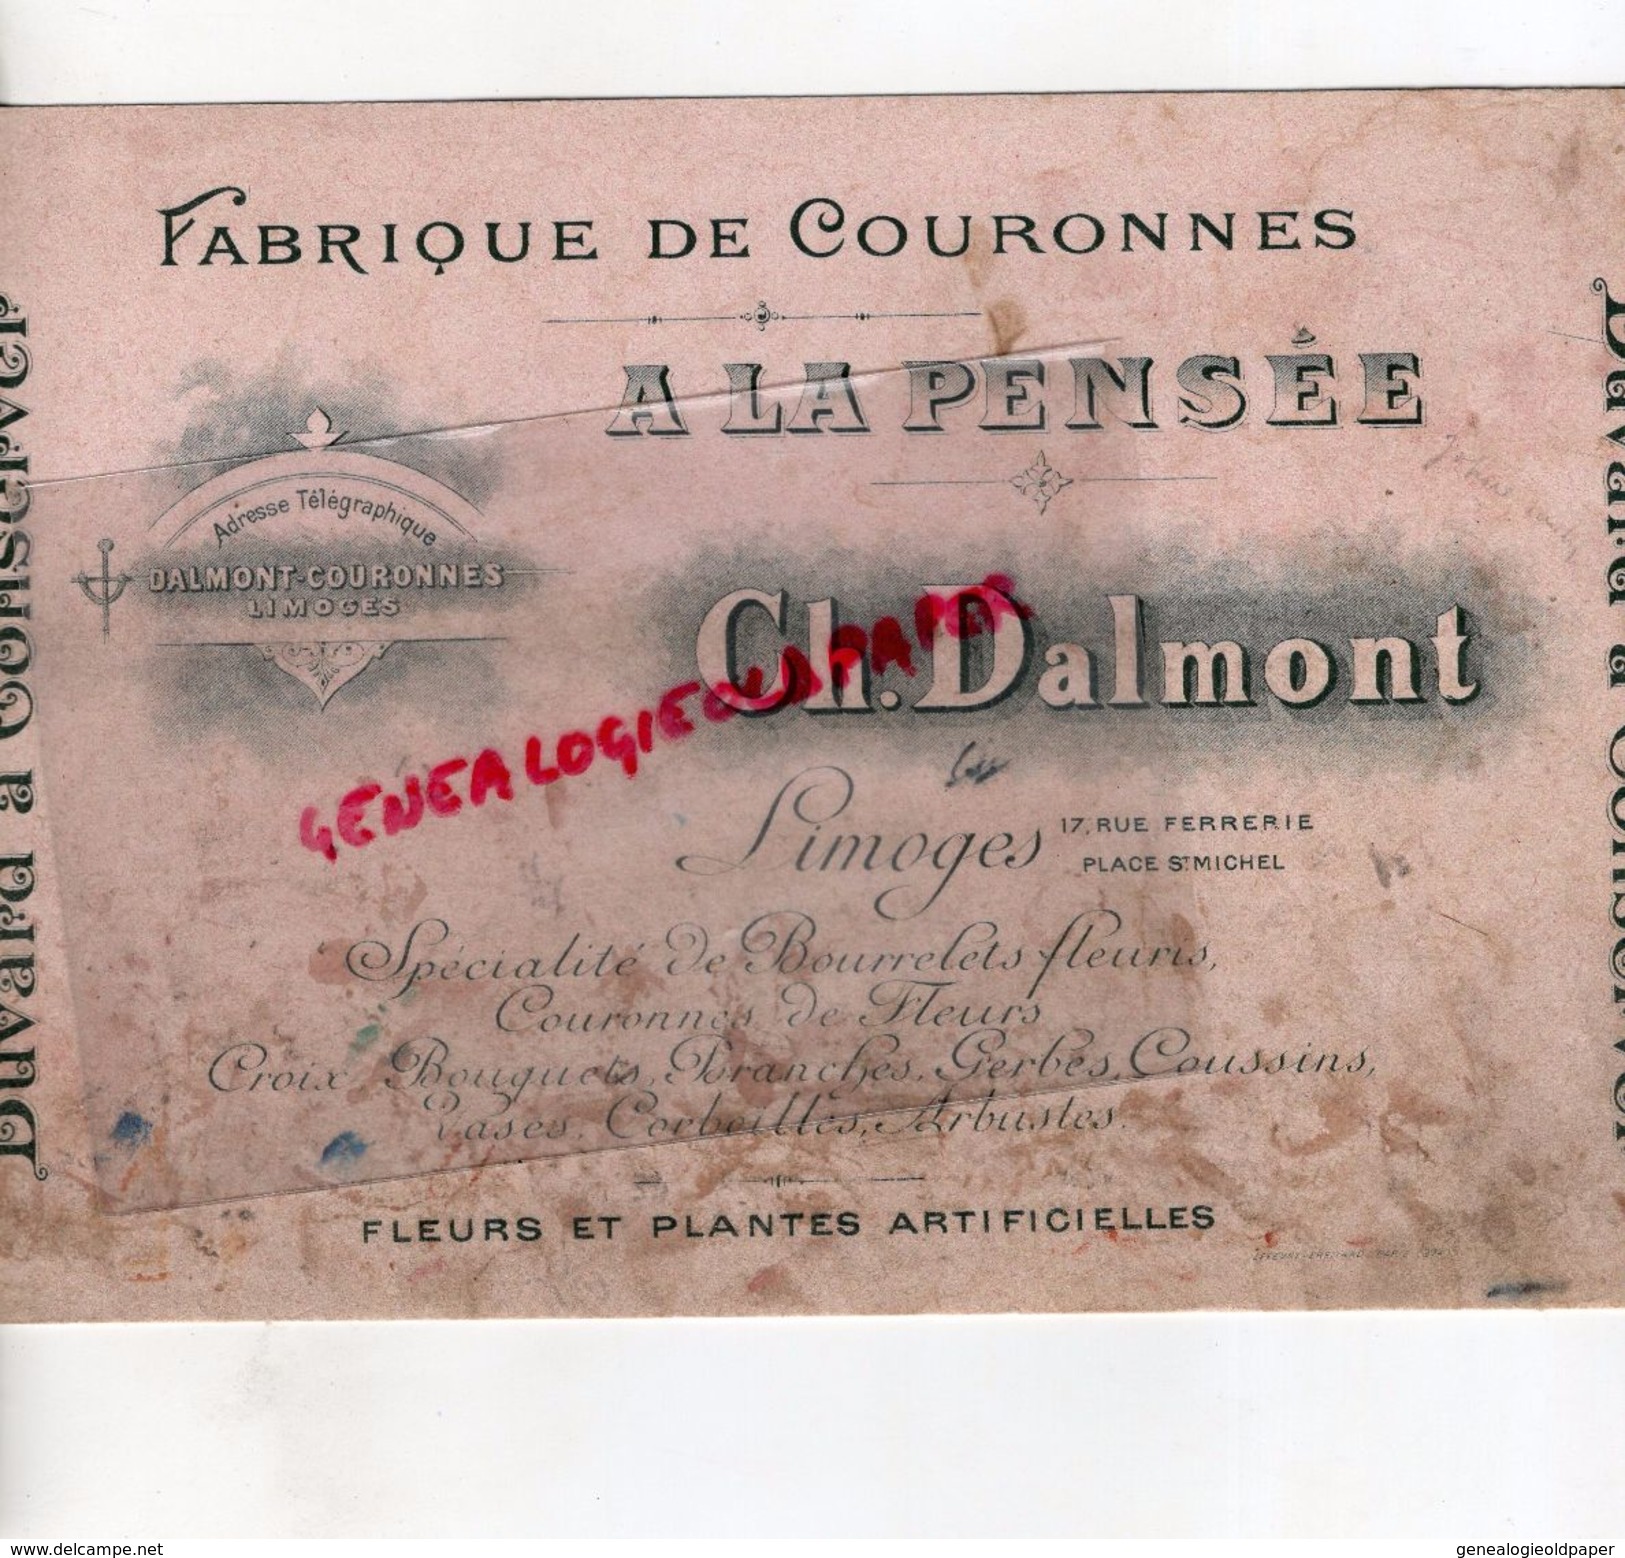 FABRIQUE DE COURONNES
A LA PENSÉE
Adresse Télégraphique
DALMONT-COURONNES
LIMOGES
Ch. Dalmont
GENEALOGIEOLDPAPER
Limoges
17, RUE FERRERIE
PLACE ST MICHEL
Spécialité de Bourrelets fleuris,
Couronnes de Fleurs
Croix, Bouquets, Branches, Gerbes, Coussins,
Vases, Corbeilles, Arbustes.
FLEURS ET PLANTES ARTIFICIELLES
Buvard à Conserver
Buvard à Conserver
www.delcampe.net
genealogieoldpaper